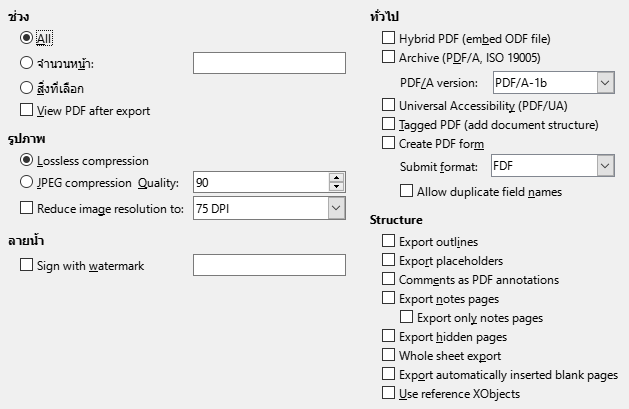 ช่วง
All
จำนวนหน้า:
สิ่งที่เลือก
View PDF after export
รูปภาพ
Lossless compression
JPEG compression Quality: 90
Reduce image resolution to: 75 DPI
ลายน้ำ
Sign with watermark
ทั่วไป
Hybrid PDF (embed ODF file)
Archive (PDF/A, ISO 19005)
PDF/A version: PDF/A-1b
Universal Accessibility (PDF/UA)
Tagged PDF (add document structure)
Create PDF form
Submit format: FDF
Allow duplicate field names
Structure
Export outlines
Export placeholders
Comments as PDF annotations
Export notes pages
Export only notes pages
Export hidden pages
Whole sheet export
Export automatically inserted blank pages
Use reference XObjects